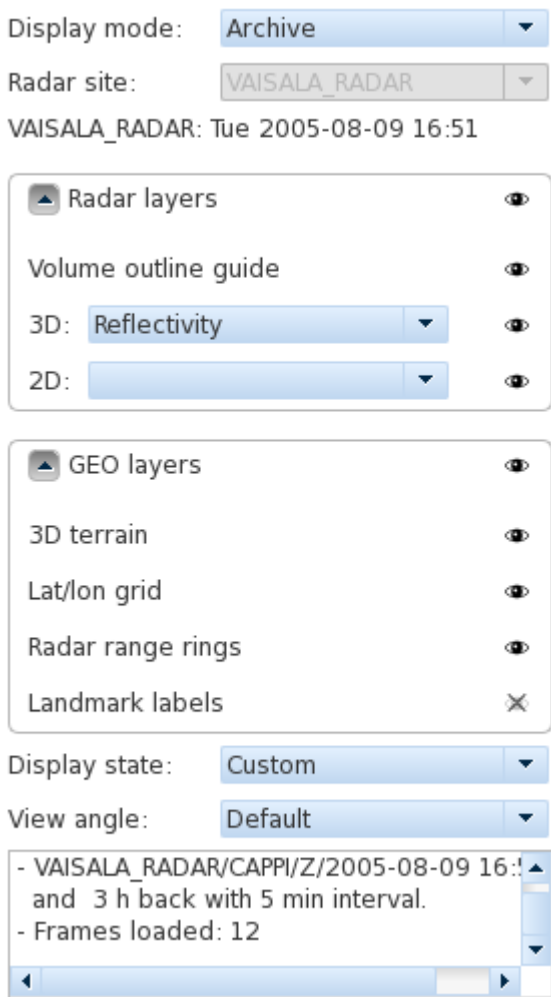 Display mode: Archive
Radar site: VAISALA_RADAR
VAISALA_RADAR: Tue 2005-08-09 16:51
Radar layers
Volume outline guide
3D: Reflectivity
2D:
GEO layers
3D terrain
Lat/lon grid
Radar range rings
Landmark labels
Display state: Custom
View angle: Default
- VAISALA_RADAR/CAPPI/Z/2005-08-09 16:
and 3 h back with 5 min interval.
- Frames loaded: 12